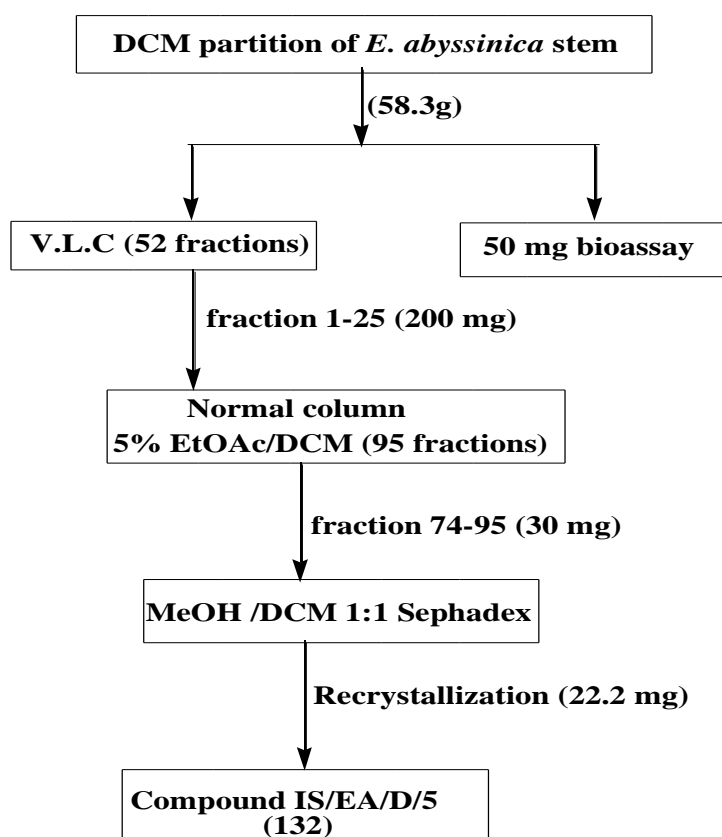 DCM partition of E. abyssinica stem
(58.3g)
V.L.C (52 fractions)
50 mg bioassay
fraction 1-25 (200 mg)
Normal column
5% EtOAc/DCM (95 fractions)
fraction 74-95 (30 mg)
MeOH /DCM 1:1 Sephadex
Recrystallization (22.2 mg)
Compound IS/EA/D/5
(132)